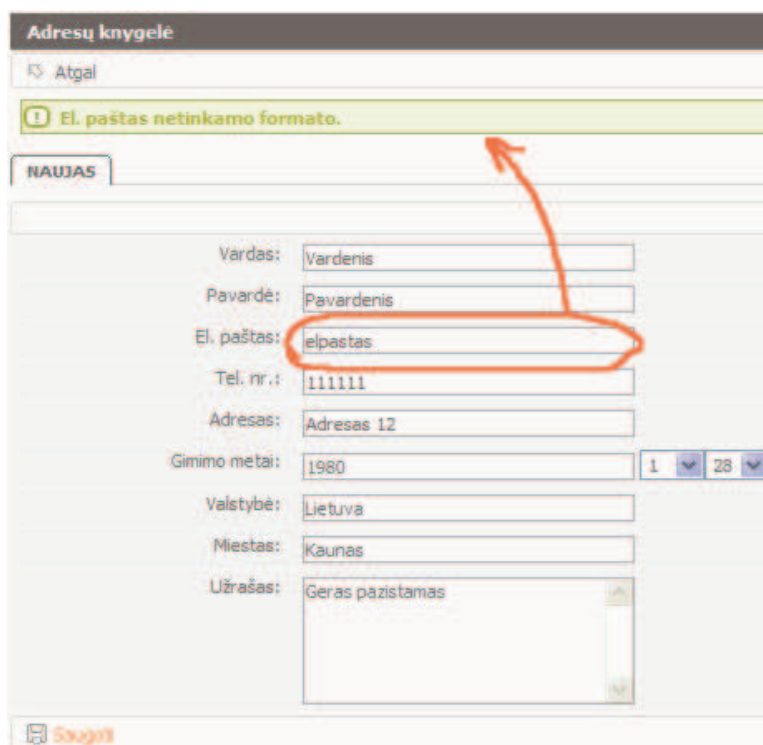 Adresų knygelė
Atgal
El. paštas netinkamo formato.
NAUJAS
Vardas: Vardenis
Pavardė: Pavardenis
El. paštas: elpastas
Tel. nr.: 111111
Adresas: Adresas 12
Gimimo metai: 1980 1 28
Valstybė: Lietuva
Miestas: Kaunas
Užrašas: Geras pazistamas
Saugoti